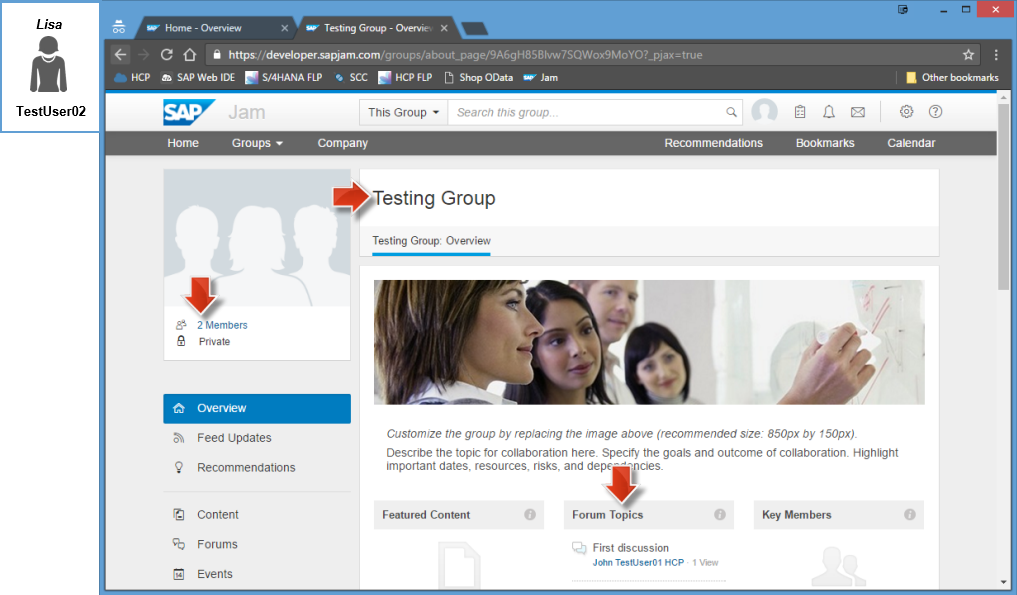 Lisa
TestUser02
SAP Home - Overview
SAP Testing Group - Overview
https://developer.sapjam.com/groups/about_page/9A6gH85Blvw7SQWox9MoYO?_pjax=true
HCP SAP Web IDE S/4HANA FLP SCC HCP FLP Shop OData SAP Jam Other bookmarks
SAP Jam This Group Search this group...
Home Groups Company Recommendations Bookmarks Calendar
Testing Group
Testing Group: Overview
2 Members
Private
Overview
Feed Updates
Recommendations
Content
Forums
Events
Customize the group by replacing the image above (recommended size: 850px by 150px).
Describe the topic for collaboration here. Specify the goals and outcome of collaboration. Highlight
important dates, resources, risks, and dependencies.
Featured Content
Forum Topics
First discussion
John TestUser01 HCP · 1 View
Key Members